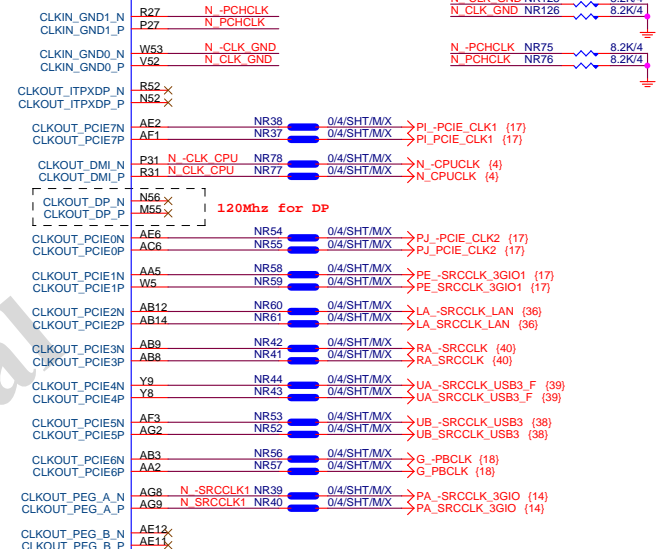 N_CLK_GND NR126 8.2K/4
CLKIN_GND1_N R27 N_-PCHCLK
CLKIN_GND1_P P27 N_PCHCLK
CLKIN_GND0_N W53 N_-CLK_GND N_-PCHCLK NR75 8.2K/4
CLKIN_GND0_P V52 N_CLK_GND N_PCHCLK NR76 8.2K/4
CLKOUT_ITPXDP_N R52
CLKOUT_ITPXDP_P N52
CLKOUT_PCIE7N AE2 NR38 0/4/SHT/M/X PI_-PCIE_CLK1 {17}
CLKOUT_PCIE7P AF1 NR37 0/4/SHT/M/X PI_PCIE_CLK1 {17}
CLKOUT_DMI_N P31 N_-CLK_CPU NR78 0/4/SHT/M/X N_-CPUCLK {4}
CLKOUT_DMI_P R31 N_CLK_CPU NR77 0/4/SHT/M/X N_CPUCLK {4}
CLKOUT_DP_N N56
CLKOUT_DP_P M55 120Mhz for DP
CLKOUT_PCIE0N AE6 NR54 0/4/SHT/M/X PJ_-PCIE_CLK2 {17}
CLKOUT_PCIE0P AC6 NR55 0/4/SHT/M/X PJ_PCIE_CLK2 {17}
CLKOUT_PCIE1N AA5 NR58 0/4/SHT/M/X PE_-SRCCLK_3GIO1 {17}
CLKOUT_PCIE1P W5 NR59 0/4/SHT/M/X PE_SRCCLK_3GIO1 {17}
CLKOUT_PCIE2N AB12 NR60 0/4/SHT/M/X LA_-SRCCLK_LAN {36}
CLKOUT_PCIE2P AB14 NR61 0/4/SHT/M/X LA_SRCCLK_LAN {36}
CLKOUT_PCIE3N AB9 NR42 0/4/SHT/M/X RA_-SRCCLK {40}
CLKOUT_PCIE3P AB8 NR41 0/4/SHT/M/X RA_SRCCLK {40}
CLKOUT_PCIE4N Y9 NR44 0/4/SHT/M/X UA_-SRCCLK_USB3_F {39}
CLKOUT_PCIE4P Y8 NR43 0/4/SHT/M/X UA_SRCCLK_USB3_F {39}
CLKOUT_PCIE5N AF3 NR53 0/4/SHT/M/X UB_-SRCCLK_USB3 {38}
CLKOUT_PCIE5P AG2 NR52 0/4/SHT/M/X UB_SRCCLK_USB3 {38}
CLKOUT_PCIE6N AB3 NR56 0/4/SHT/M/X G_-PBCLK {18}
CLKOUT_PCIE6P AA2 NR57 0/4/SHT/M/X G_PBCLK {18}
CLKOUT_PEG_A_N AG8 N_-SRCCLK1 NR39 0/4/SHT/M/X PA_-SRCCLK_3GIO {14}
CLKOUT_PEG_A_P AG9 N_SRCCLK1 NR40 0/4/SHT/M/X PA_SRCCLK_3GIO {14}
CLKOUT_PEG_B_N AE12
CLKOUT_PEG_B_P AE11